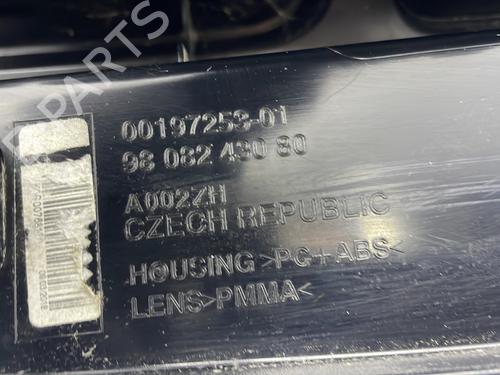 00197253-01
98 082 430 80
A002ZH
CZECH REPUBLIC
HOUSING >PC+ABS<
LENS>PMMA<